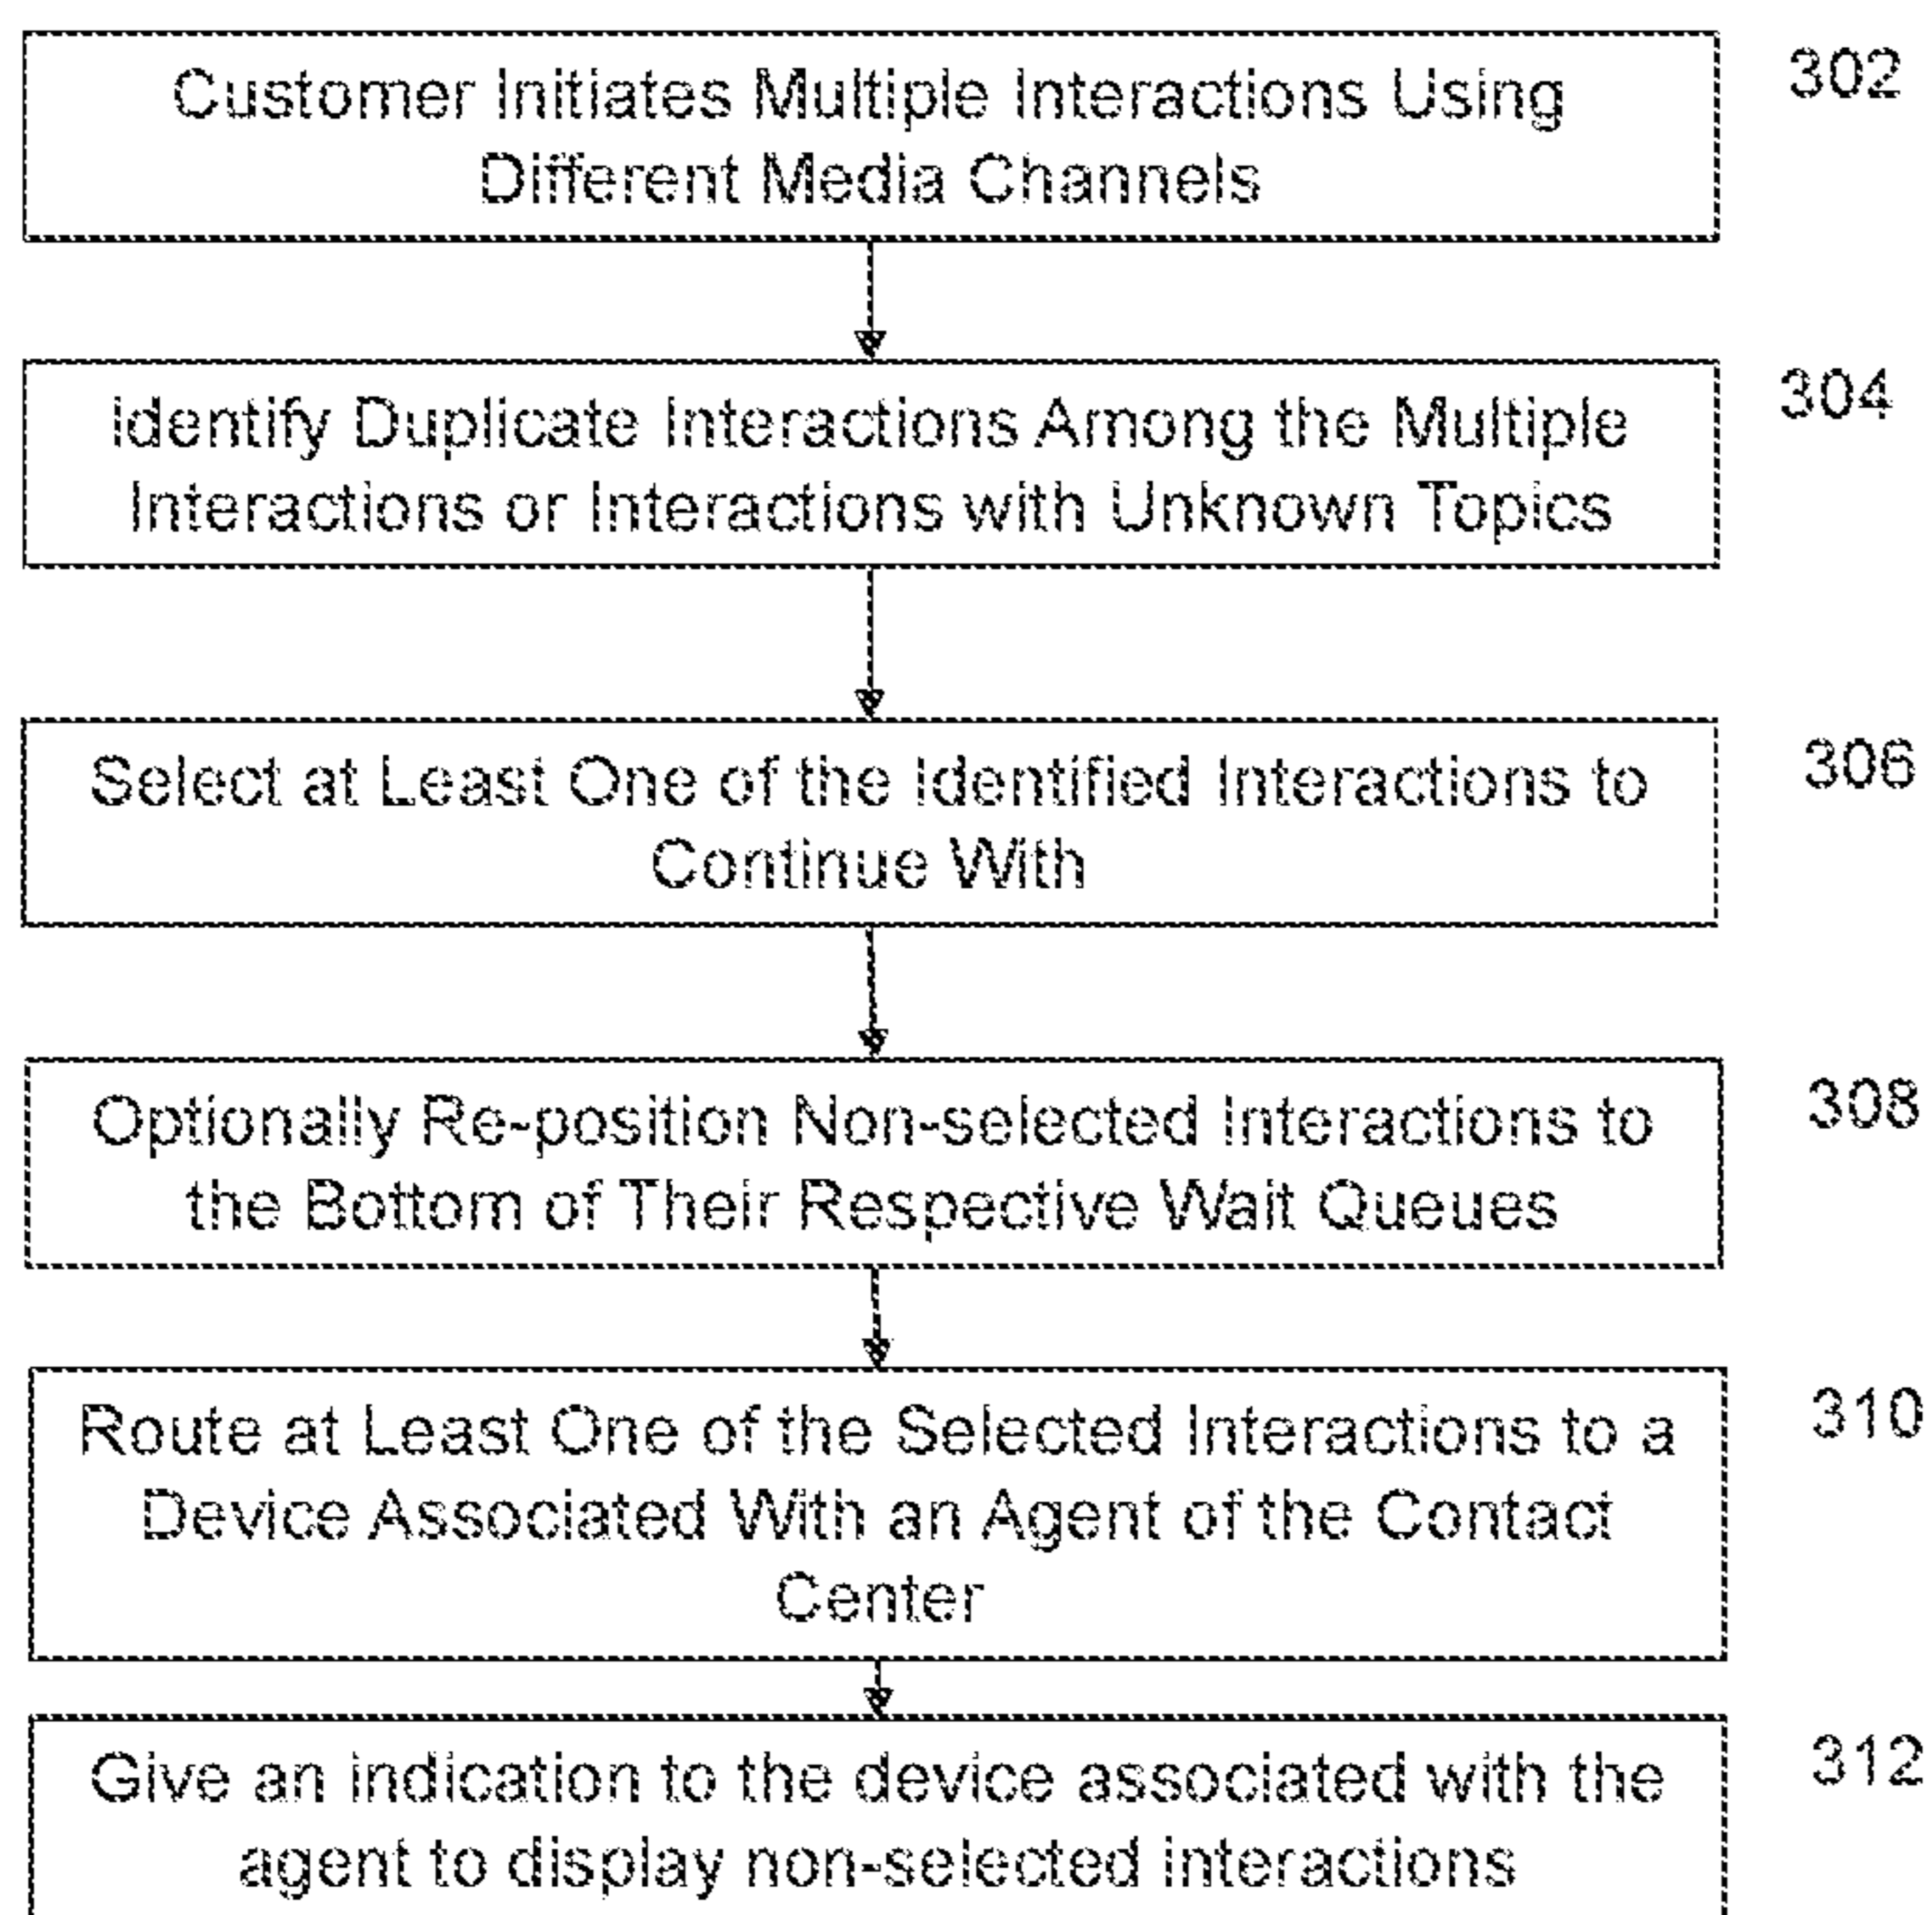 Customer Initiates Multiple Interactions Using
Different Media Channels
302
Identify Duplicate Interactions Among the Multiple
Interactions or Interactions with Unknown Topics
304
Select at Least One of the Identified Interactions to
Continue With
306
Optionally Re-position Non-selected Interactions to
the Bottom of Their Respective Wait Queues
308
Route at Least One of the Selected Interactions to a
Device Associated With an Agent of the Contact
Center
310
Give an indication to the device associated with the
agent to display non-selected interactions
312